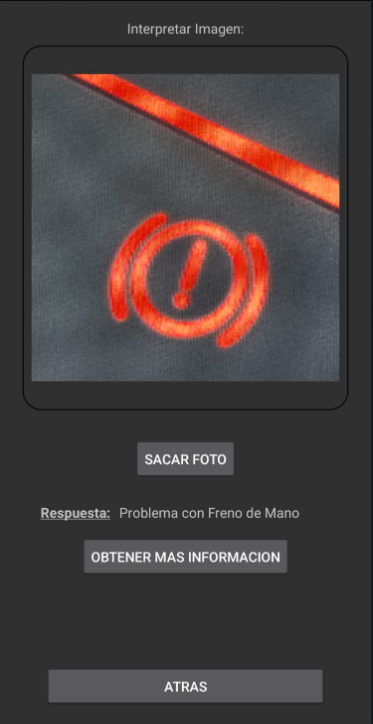 Interpretar Imagen:
SACAR FOTO
Respuesta: Problema con Freno de Mano
OBTENER MAS INFORMACION
ATRAS